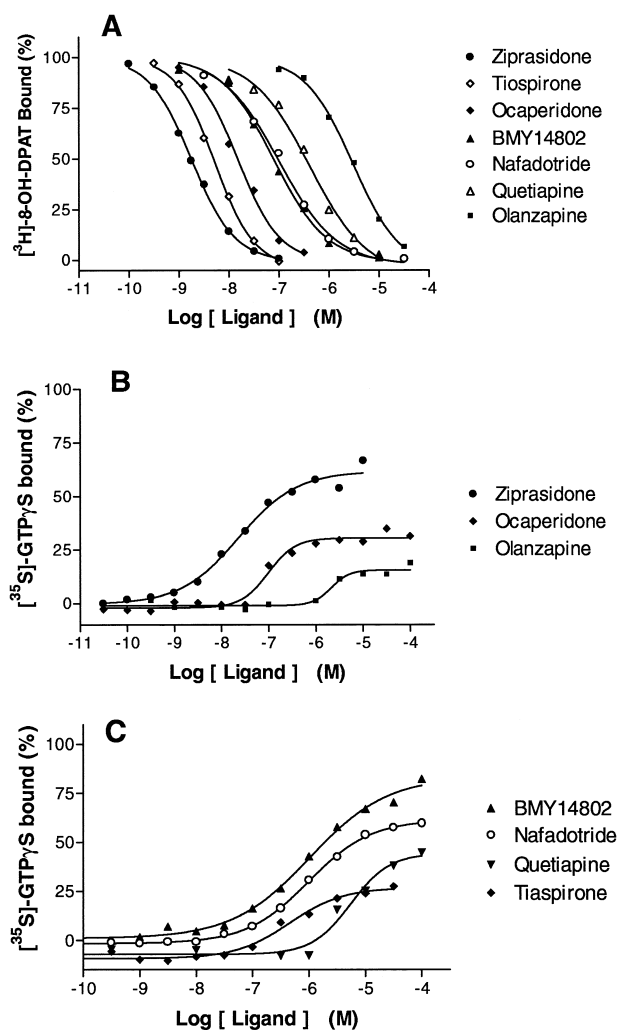 A
[³H]-8-OH-DPAT Bound (%)
100
75
50
25
0
-11 -10 -9 -8 -7 -6 -5 -4
Log [ Ligand ] (M)
Ziprasidone
Tiospirone
Ocaperidone
BMY14802
Nafadotride
Quetiapine
Olanzapine
B
[³⁵S]-GTPγS bound (%)
100
75
50
25
0
-11 -10 -9 -8 -7 -6 -5 -4
Log [ Ligand ] (M)
Ziprasidone
Ocaperidone
Olanzapine
C
[³⁵S]-GTPγS bound (%)
100
75
50
25
0
-10 -9 -8 -7 -6 -5 -4
Log [ Ligand ] (M)
BMY14802
Nafadotride
Quetiapine
Tiaspirone